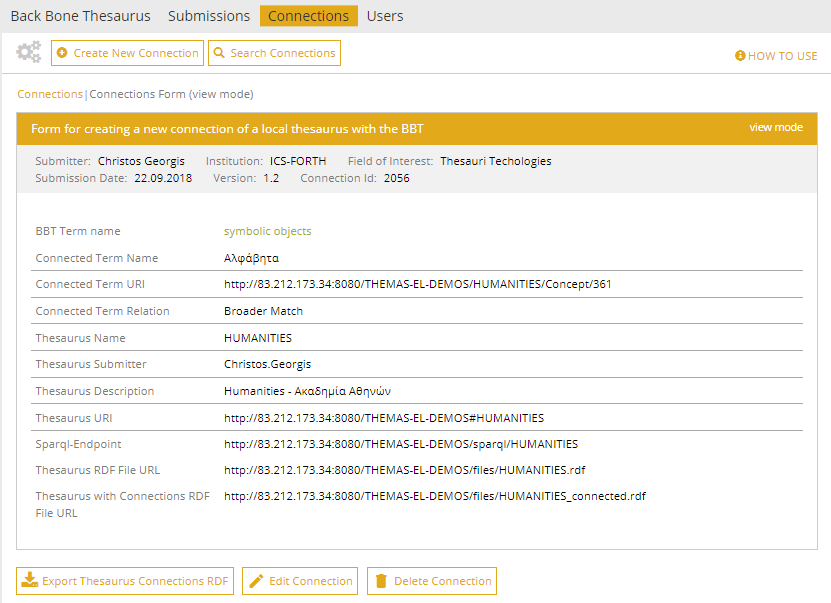 Back Bone Thesaurus Submissions Connections Users
Create New Connection Search Connections
HOW TO USE
Connections|Connections Form (view mode)
Form for creating a new connection of a local thesaurus with the BBT view mode
Submitter: Christos Georgis Institution: ICS-FORTH Field of Interest: Thesauri Techologies
Submission Date: 22.09.2018 Version: 1.2 Connection Id: 2056
BBT Term name symbolic objects
Connected Term Name Αλφάβητα
Connected Term URI http://83.212.173.34:8080/THEMAS-EL-DEMOS/HUMANITIES/Concept/361
Connected Term Relation Broader Match
Thesaurus Name HUMANITIES
Thesaurus Submitter Christos.Georgis
Thesaurus Description Humanities - Ακαδημία Αθηνών
Thesaurus URI http://83.212.173.34:8080/THEMAS-EL-DEMOS#HUMANITIES
Sparql-Endpoint http://83.212.173.34:8080/THEMAS-EL-DEMOS/sparql/HUMANITIES
Thesaurus RDF File URL http://83.212.173.34:8080/THEMAS-EL-DEMOS/files/HUMANITIES.rdf
Thesaurus with Connections RDF http://83.212.173.34:8080/THEMAS-EL-DEMOS/files/HUMANITIES_connected.rdf
File URL
Export Thesaurus Connections RDF Edit Connection Delete Connection